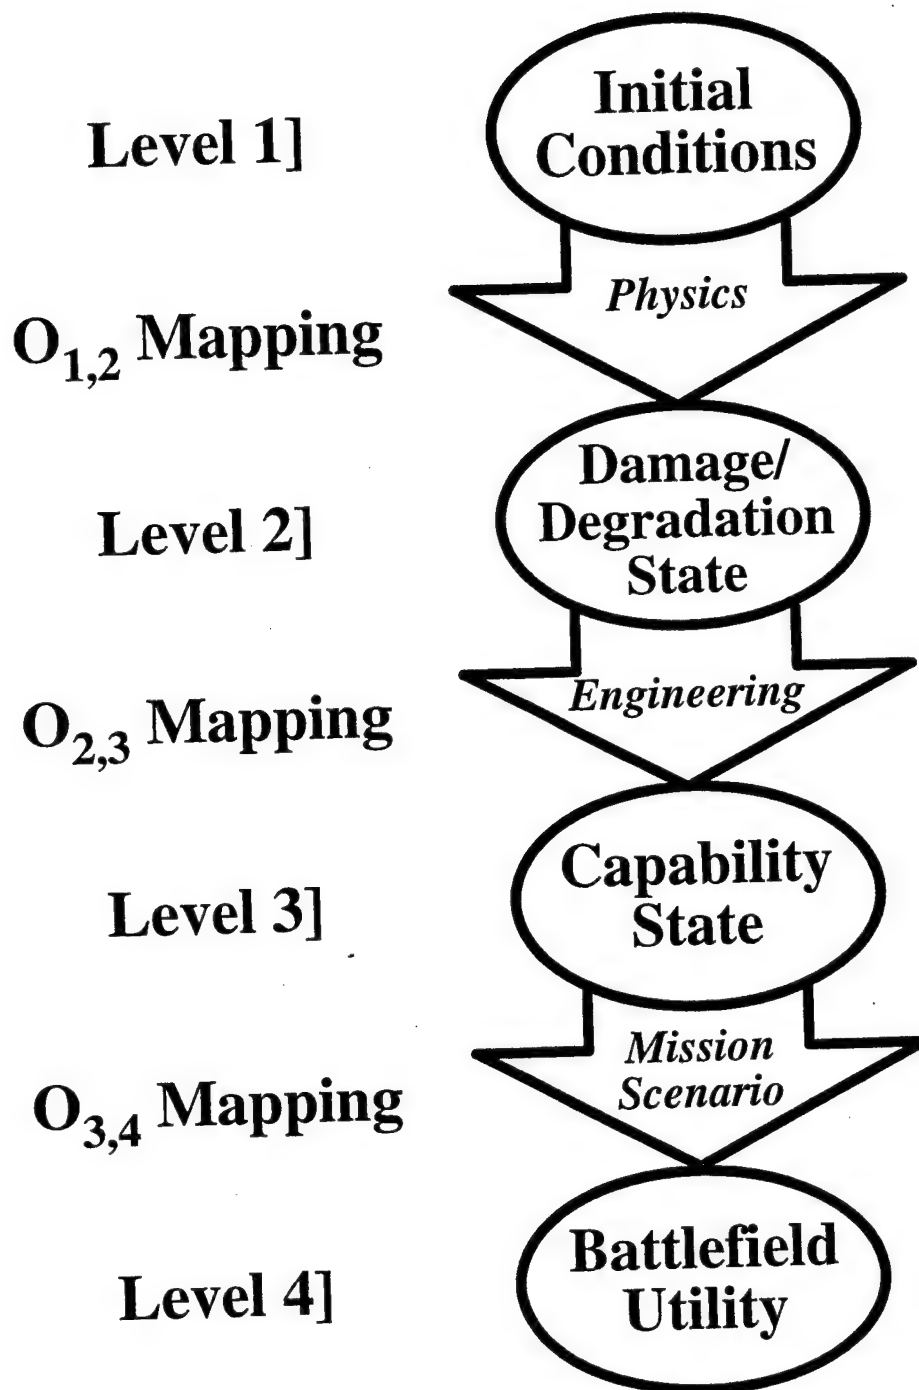 Level 1]
Initial
Conditions
O1,2 Mapping
Physics
Level 2]
Damage/
Degradation
State
O2,3 Mapping
Engineering
Level 3]
Capability
State
O3,4 Mapping
Mission
Scenario
Level 4]
Battlefield
Utility